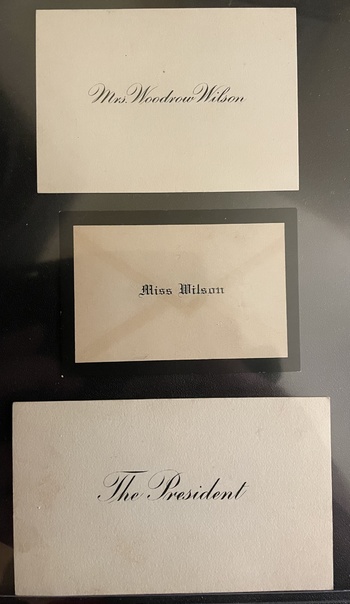 Mrs. Woodrow Wilson
Miss Wilson
The President